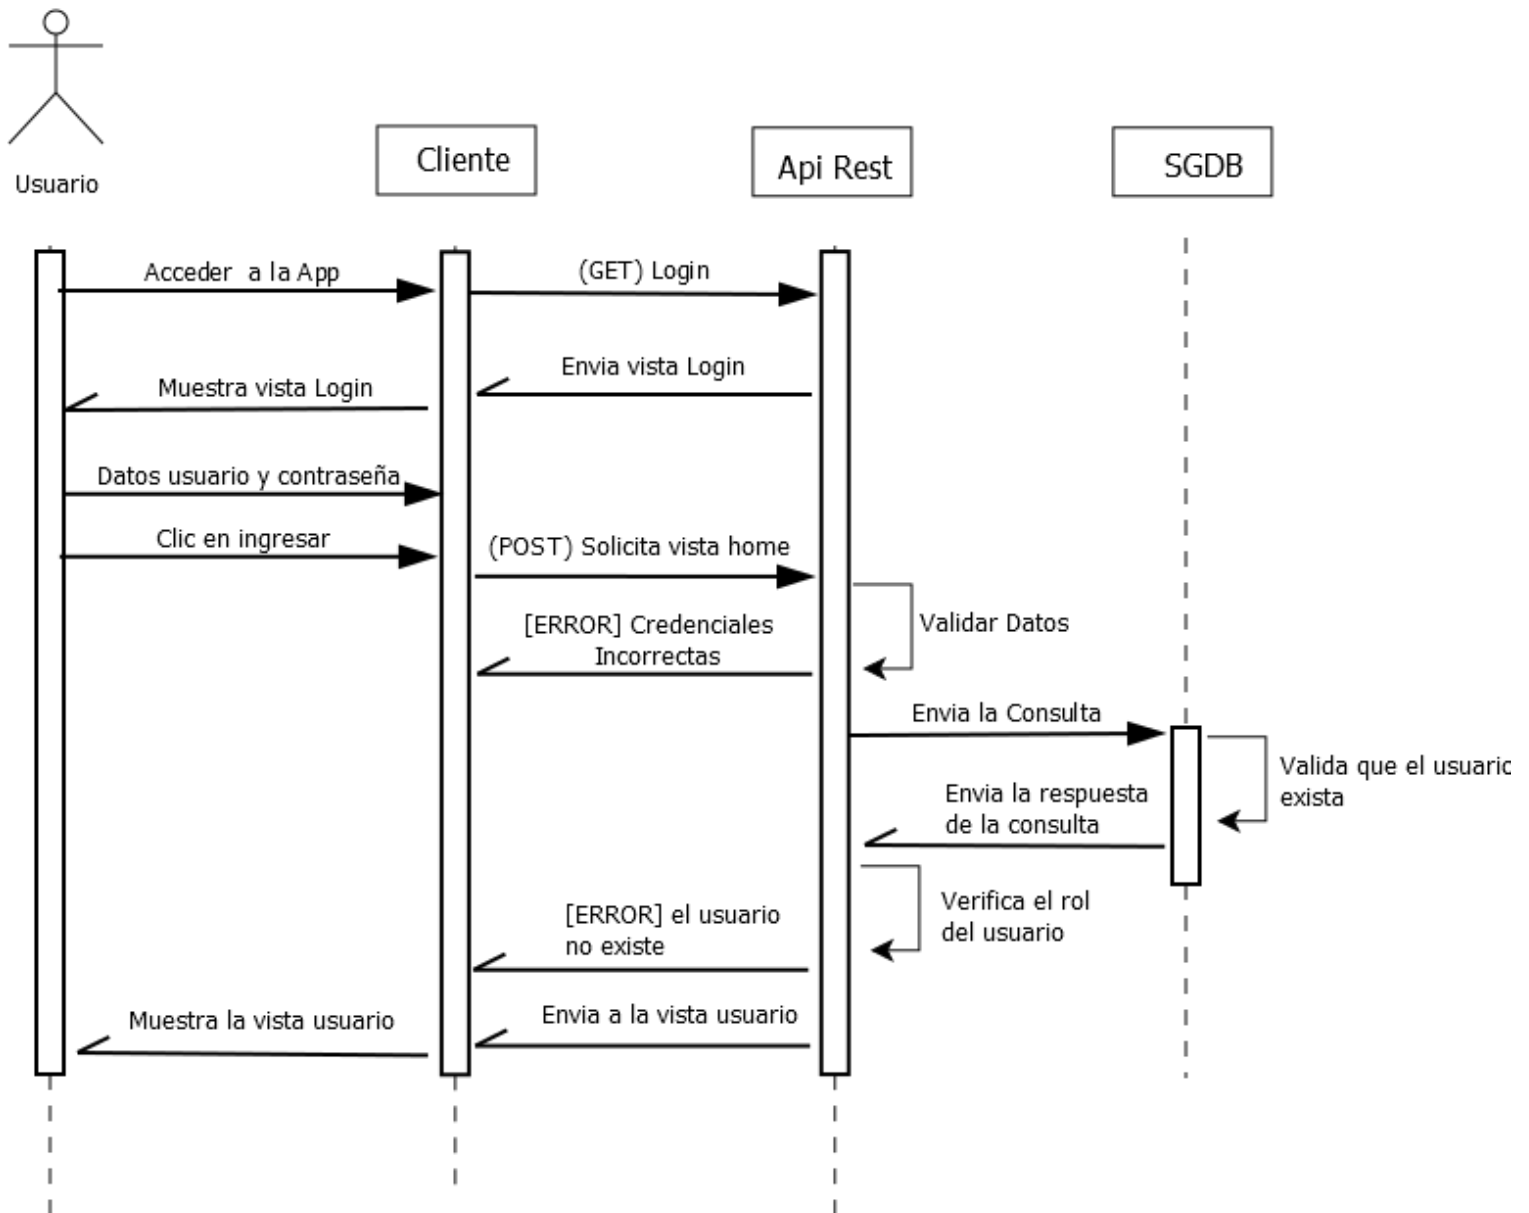 Usuario
Cliente
Api Rest
SGDB
Acceder a la App
(GET) Login
Envia vista Login
Muestra vista Login
Datos usuario y contraseña
Clic en ingresar
(POST) Solicita vista home
Validar Datos
[ERROR] Credenciales
Incorrectas
Envia la Consulta
Valida que el usuario
exista
Envia la respuesta
de la consulta
Verifica el rol
del usuario
[ERROR] el usuario
no existe
Envia a la vista usuario
Muestra la vista usuario